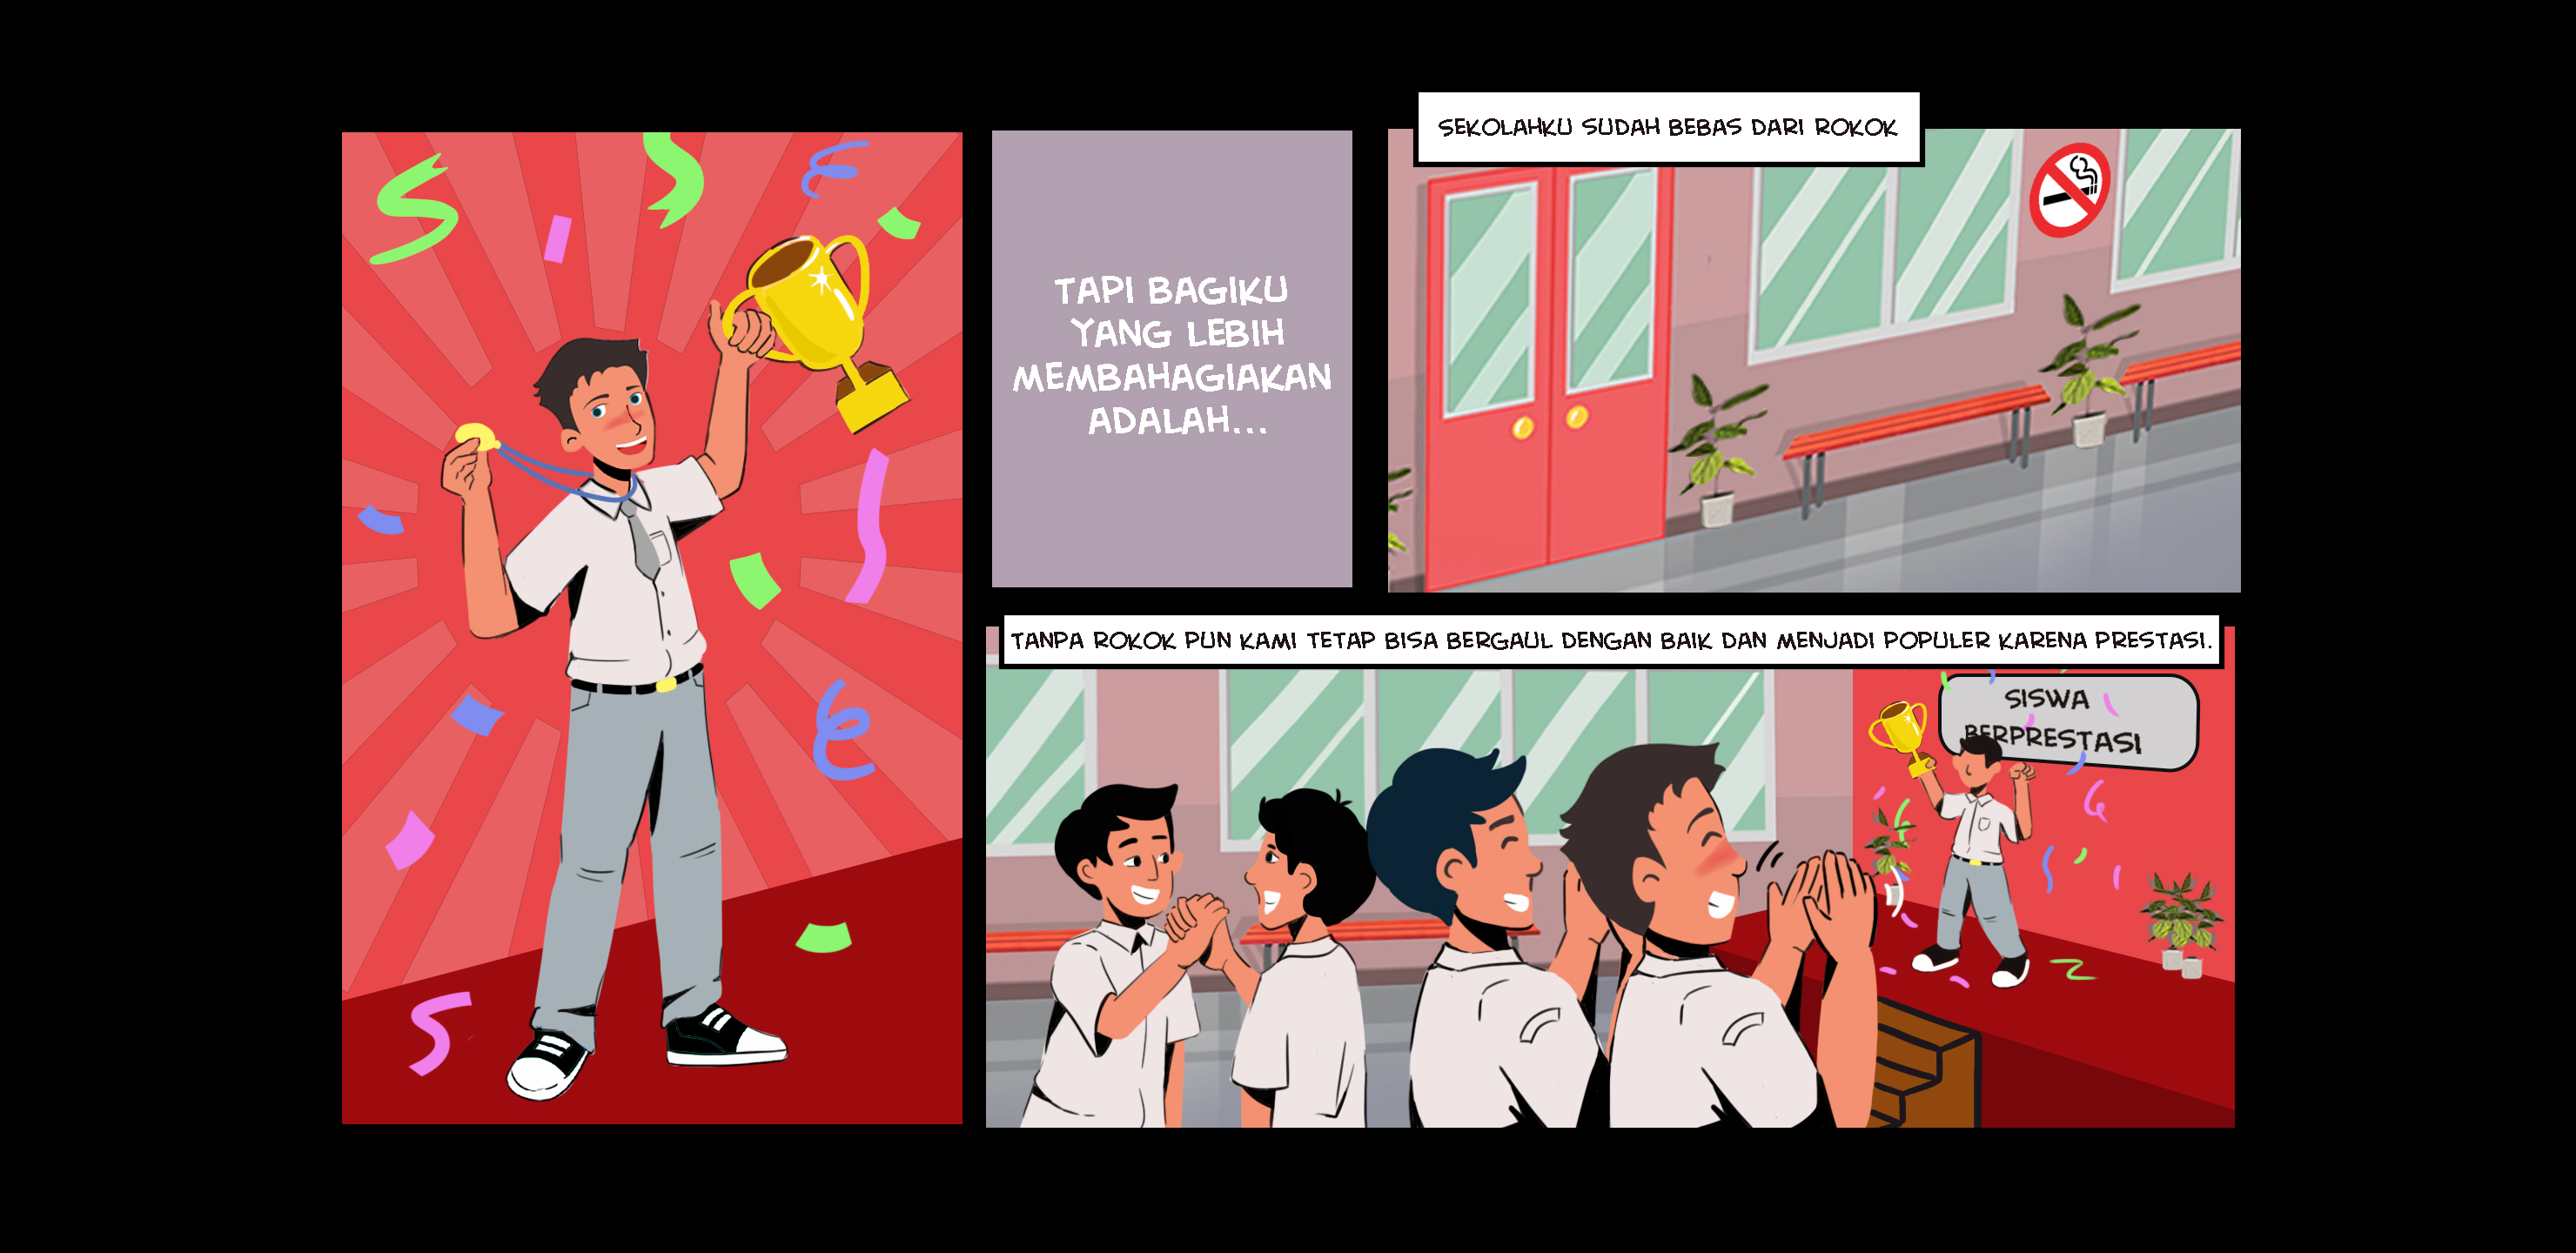 TAPI BAGIKU
YANG LEBIH
MEMBAHAGIAKAN
ADALAH...
SEKOLAHKU SUDAH BEBAS DARI ROKOK
TANPA ROKOK PUN KAMI TETAP BISA BERGAUL DENGAN BAIK DAN MENJADI POPULER KARENA PRESTASI.
SISWA
BERPRESTASI